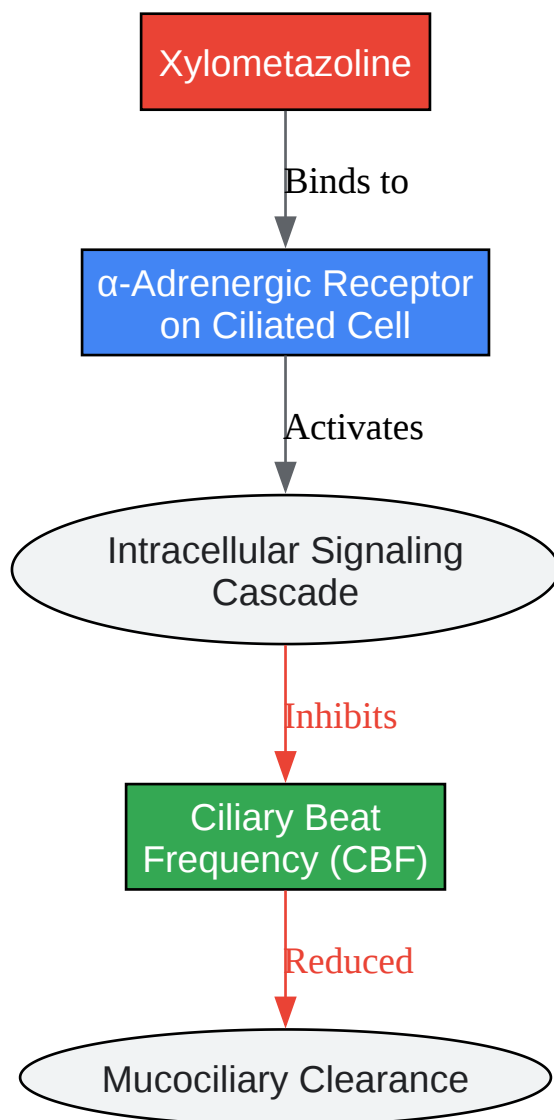 Xylometazoline
Binds to
α-Adrenergic Receptor
on Ciliated Cell
Activates
Intracellular Signaling
Cascade
Inhibits
Ciliary Beat
Frequency (CBF)
Reduced
Mucociliary Clearance